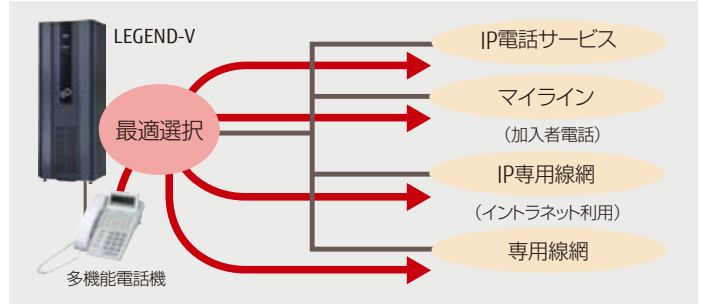 LEGEND-V
IP電話サービス
マイライン
(加入者電話)
最適選択
IP専用線網
(イントラネット利用)
専用線網
多機能電話機